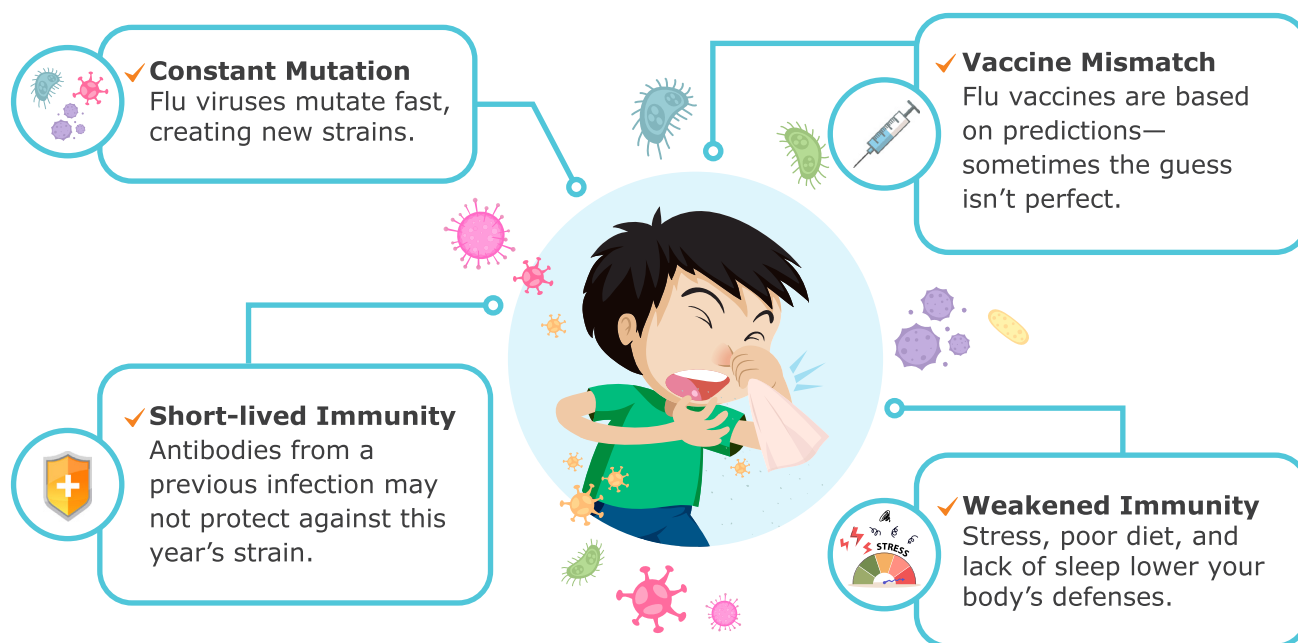 Constant Mutation
Flu viruses mutate fast,
creating new strains.
Vaccine Mismatch
Flu vaccines are based
on predictions—
sometimes the guess
isn’t perfect.
Short-lived Immunity
Antibodies from a
previous infection may
not protect against this
year’s strain.
Weakened Immunity
Stress, poor diet, and
lack of sleep lower your
body’s defenses.
STRESS